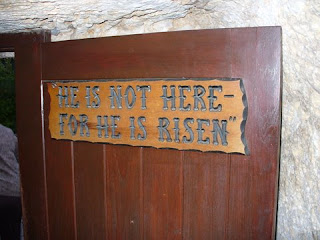 "HE IS NOT HERE-
FOR HE IS RISEN"